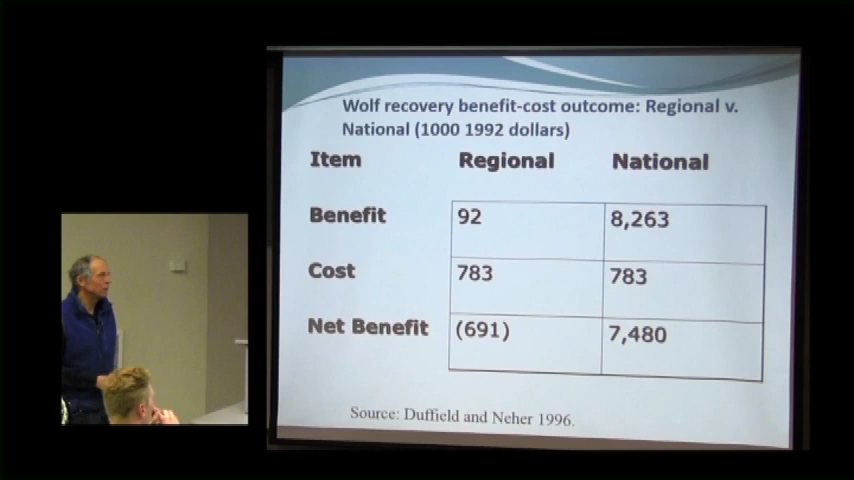 Wolf recovery benefit-cost outcome: Regional v.
National (1000 1992 dollars)
Item Regional National
Benefit 92 8,263
Cost 783 783
Net Benefit (691) 7,480
Source: Duffield and Neher 1996.